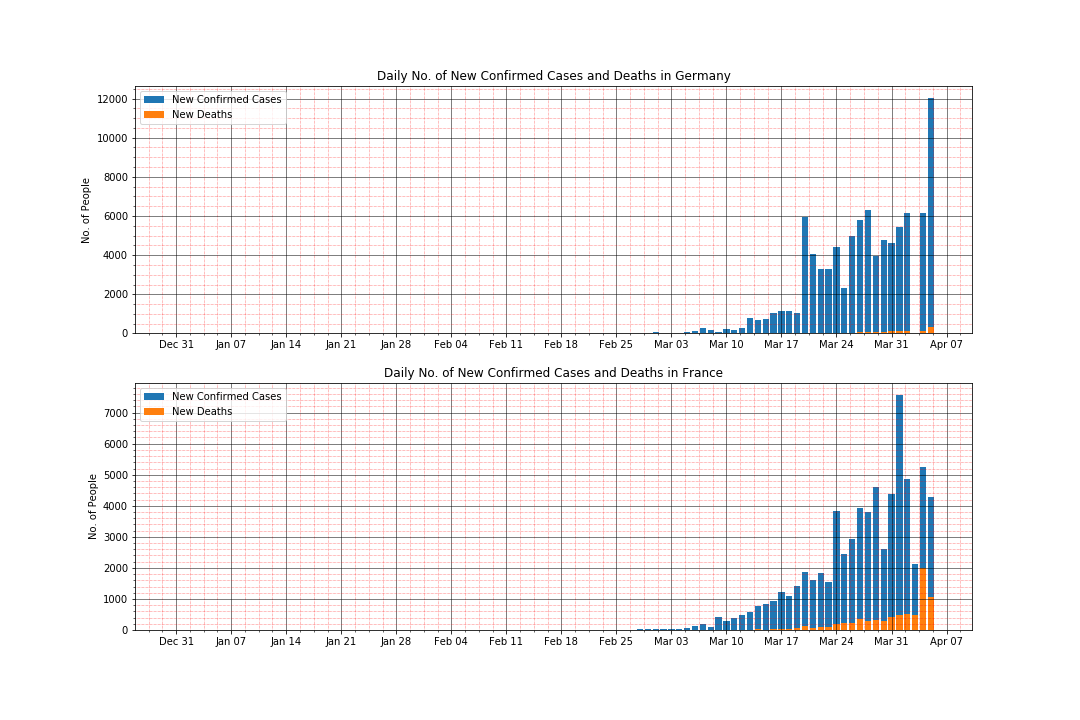 Daily No. of New Confirmed Cases and Deaths in Germany
New Confirmed Cases
New Deaths
No. of People
12000
10000
8000
6000
4000
2000
0
Dec 31 Jan 07 Jan 14 Jan 21 Jan 28 Feb 04 Feb 11 Feb 18 Feb 25 Mar 03 Mar 10 Mar 17 Mar 24 Mar 31 Apr 07
Daily No. of New Confirmed Cases and Deaths in France
New Confirmed Cases
New Deaths
No. of People
7000
6000
5000
4000
3000
2000
1000
0
Dec 31 Jan 07 Jan 14 Jan 21 Jan 28 Feb 04 Feb 11 Feb 18 Feb 25 Mar 03 Mar 10 Mar 17 Mar 24 Mar 31 Apr 07